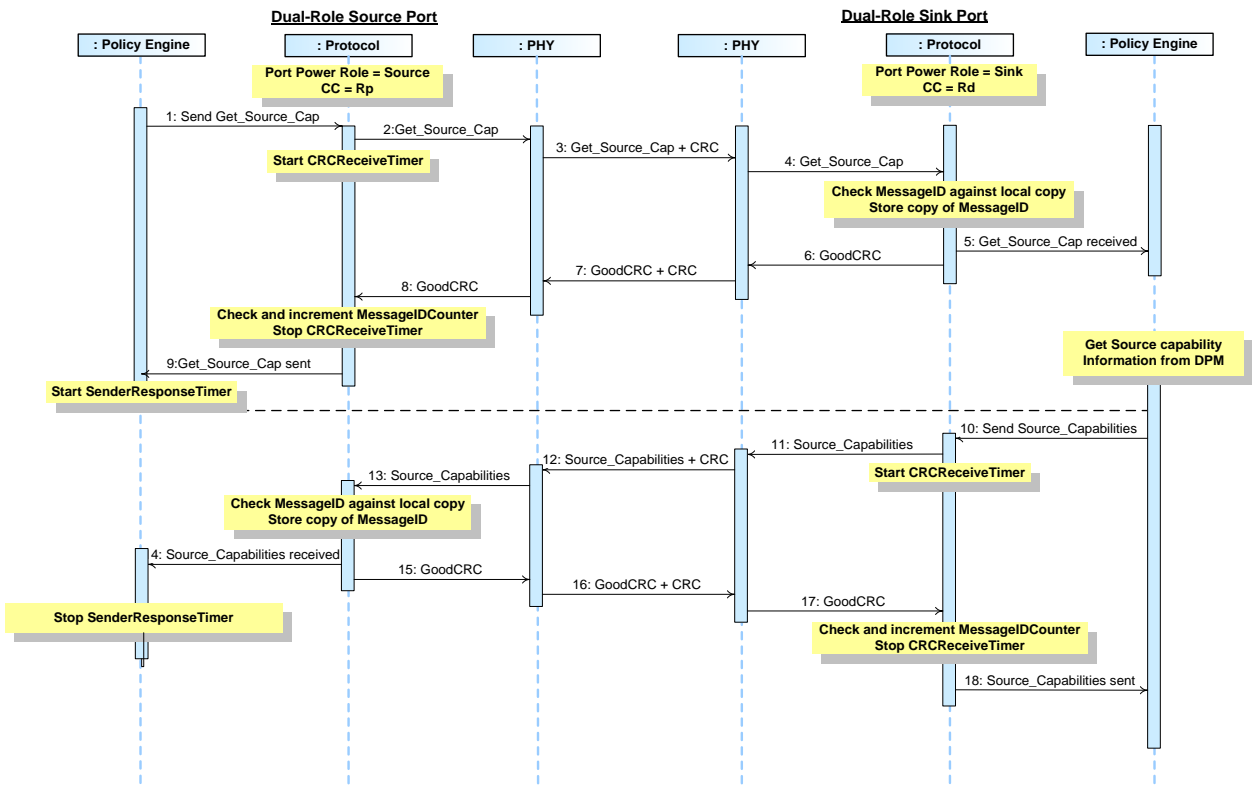 Dual-Role Source Port
Dual-Role Sink Port
: Policy Engine
: Protocol
: PHY
: PHY
: Protocol
: Policy Engine
Port Power Role = Source
CC = Rp
Port Power Role = Sink
CC = Rd
1: Send Get_Source_Cap
2:Get_Source_Cap
Start CRCReceiveTimer
3: Get_Source_Cap + CRC
4: Get_Source_Cap
Check MessageID against local copy
Store copy of MessageID
5: Get_Source_Cap received
6: GoodCRC
7: GoodCRC + CRC
8: GoodCRC
Check and increment MessageIDCounter
Stop CRCReceiveTimer
9:Get_Source_Cap sent
Start SenderResponseTimer
Get Source capability
Information from DPM
10: Send Source_Capabilities
11: Source_Capabilities
Start CRCReceiveTimer
12: Source_Capabilities + CRC
13: Source_Capabilities
Check MessageID against local copy
Store copy of MessageID
4: Source_Capabilities received
15: GoodCRC
16: GoodCRC + CRC
17: GoodCRC
Stop SenderResponseTimer
Check and increment MessageIDCounter
Stop CRCReceiveTimer
18: Source_Capabilities sent